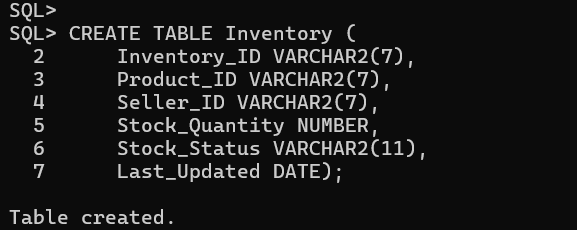 SQL>
SQL> CREATE TABLE Inventory (
  2      Inventory_ID VARCHAR2(7),
  3      Product_ID VARCHAR2(7),
  4      Seller_ID VARCHAR2(7),
  5      Stock_Quantity NUMBER,
  6      Stock_Status VARCHAR2(11),
  7      Last_Updated DATE);

Table created.